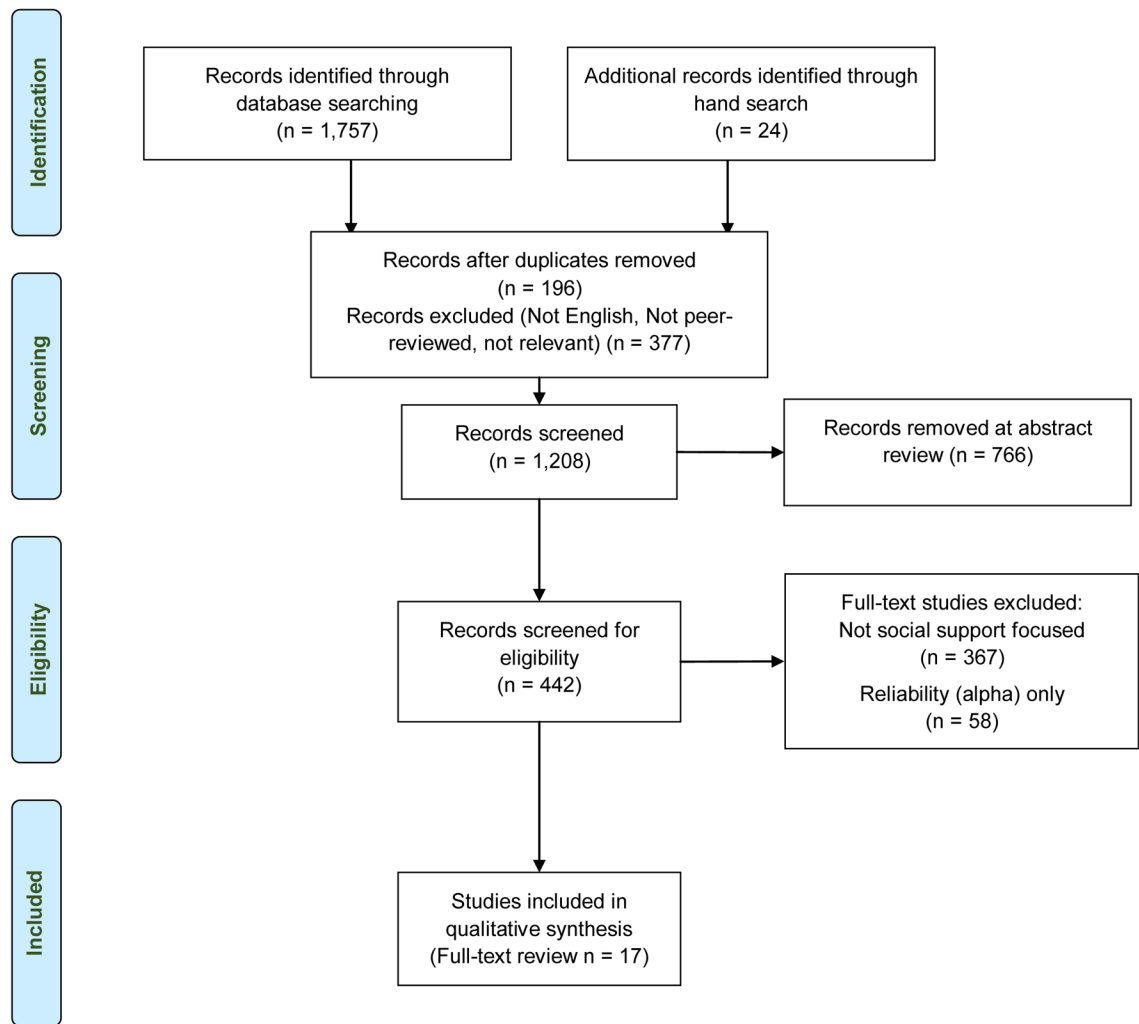 Identification
Records identified through
database searching
(n = 1,757)
Additional records identified through
hand search
(n = 24)
Records after duplicates removed
(n = 196)
Records excluded (Not English, Not peer-
reviewed, not relevant) (n = 377)
Screening
Records screened
(n = 1,208)
Records removed at abstract
review (n = 766)
Eligibility
Records screened for
eligibility
(n = 442)
Full-text studies excluded:
Not social support focused
(n = 367)
Reliability (alpha) only
(n = 58)
Included
Studies included in
qualitative synthesis
(Full-text review n = 17)